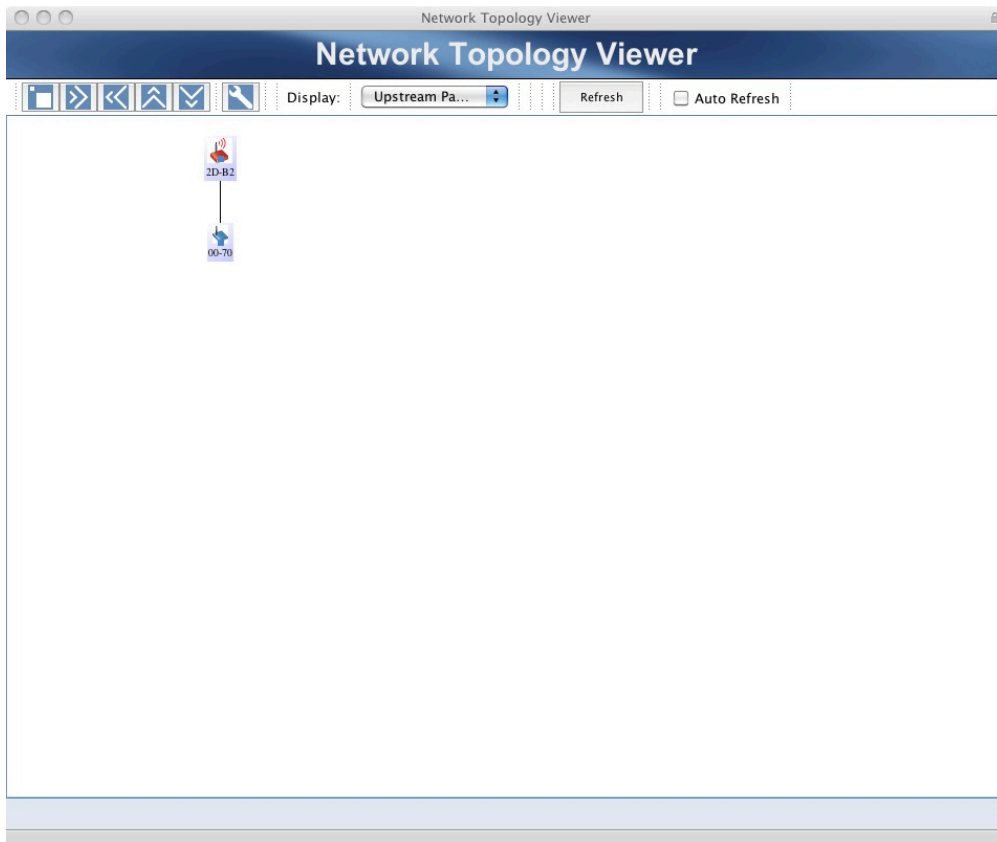 Network Topology Viewer
Network Topology Viewer
Display: Upstream Pa... Refresh Auto Refresh
2D-B2
00-70